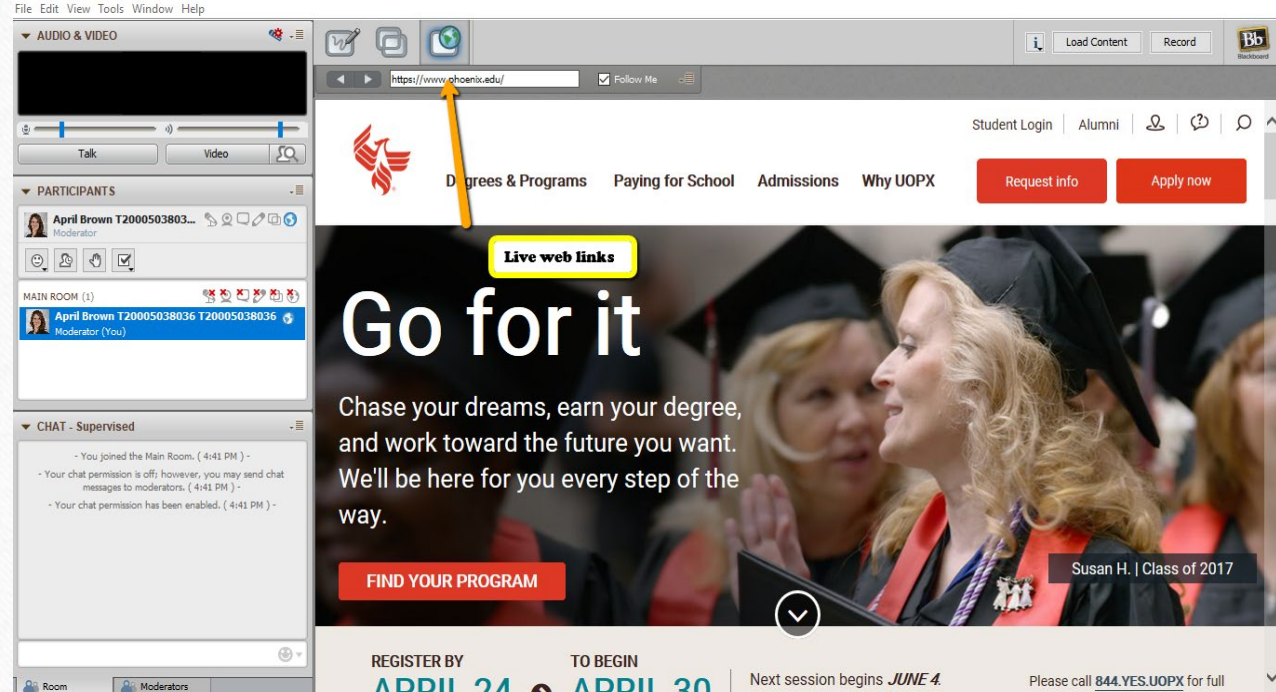 File Edit View Tools Window Help
AUDIO & VIDEO
Talk
Video
PARTICIPANTS
April Brown T2000503803...
Moderator
MAIN ROOM (1)
April Brown T20005038036 T20005038036
Moderator (You)
CHAT - Supervised
- You joined the Main Room. ( 4:41 PM ) -
- Your chat permission is off; however, you may send chat
messages to moderators. ( 4:41 PM ) -
- Your chat permission has been enabled. ( 4:41 PM ) -
Room
Moderators
i
Load Content
Record
Bb
Blackboard
https://www.phoenix.edu/
Follow Me
Student Login
Alumni
Degrees & Programs
Paying for School
Admissions
Why UOPX
Request info
Apply now
Live web links
Go for it
Chase your dreams, earn your degree,
and work toward the future you want.
We'll be here for you every step of the
way.
FIND YOUR PROGRAM
Susan H. | Class of 2017
REGISTER BY
APRIL 24
TO BEGIN
APRIL 30
Next session begins JUNE 4.
Please call 844.YES.UOPX for full